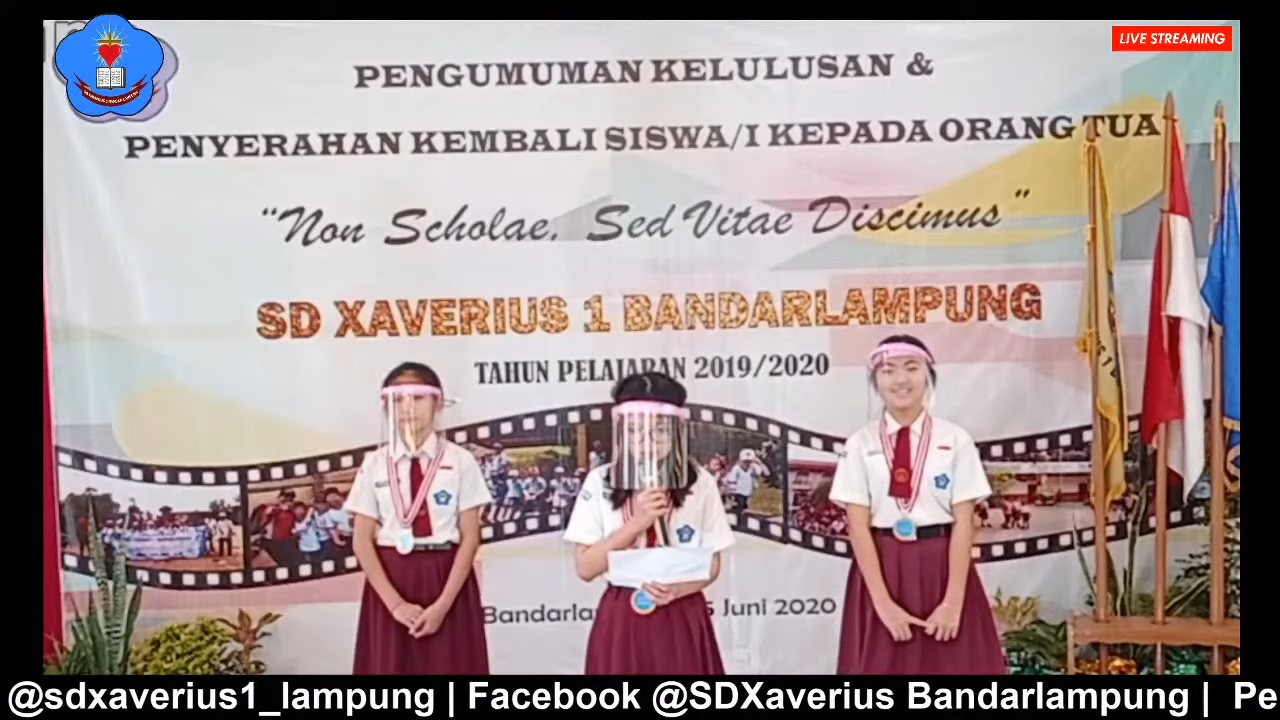 LIVE STREAMING
PENGUMUMAN KELULUSAN &
PENYERAHAN KEMBALI SISWA/I KEPADA ORANG TUA
"Non Scholae, Sed Vitae Discimus"
SD XAVERIUS 1 BANDARLAMPUNG
TAHUN PELAJARAN 2019/2020
Juni 2020
@sdxaverius1_lampung | Facebook @SDXaverius Bandarlampung | Pe